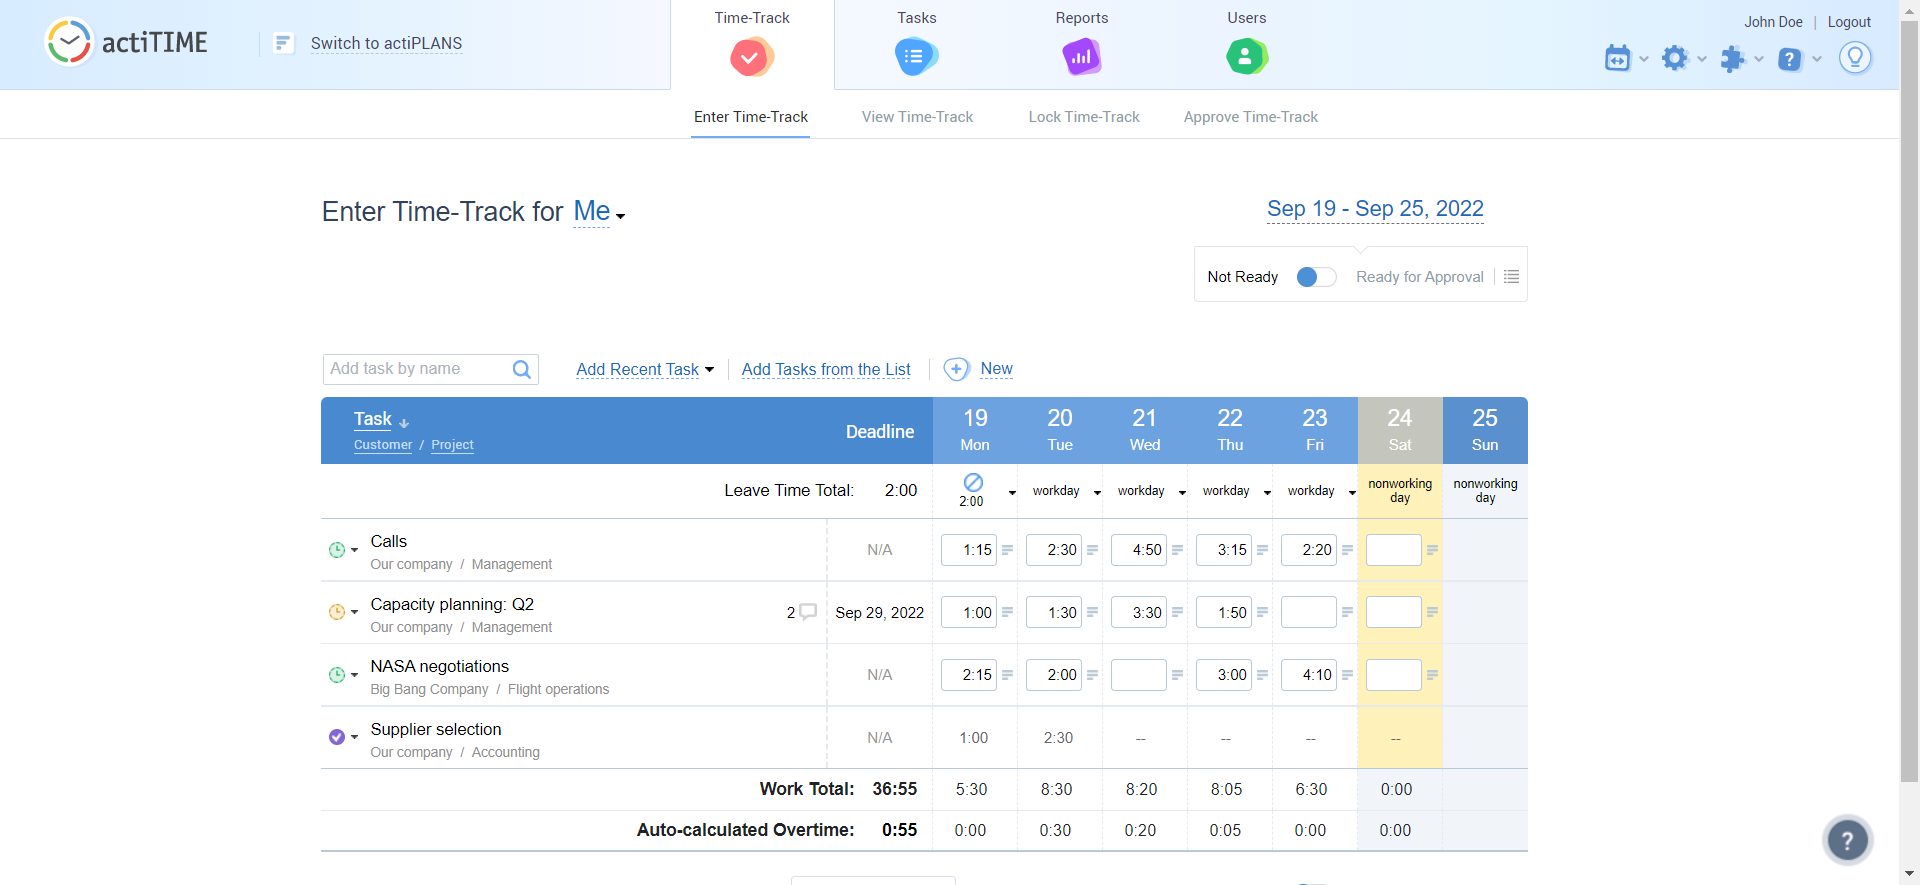 actiTIME
Switch to actiPLANS
Time-Track
Tasks
Reports
Users
John Doe | Logout
Enter Time-Track
View Time-Track
Lock Time-Track
Approve Time-Track
Enter Time-Track for Me
Sep 19 - Sep 25, 2022
Not Ready
Ready for Approval
Add task by name
Add Recent Task
Add Tasks from the List
New
Task
Customer / Project
Deadline
19 Mon
20 Tue
21 Wed
22 Thu
23 Fri
24 Sat
25 Sun
Leave Time Total: 2:00
2:00
workday
workday
workday
workday
nonworking day
nonworking day
Calls
Our company / Management
N/A 1:15 2:30 4:50 3:15 2:20
Capacity planning: Q2
Our company / Management
2 Sep 29, 2022 1:00 1:30 3:30 1:50
NASA negotiations
Big Bang Company / Flight operations
N/A 2:15 2:00 3:00 4:10
Supplier selection
Our company / Accounting
N/A 1:00 2:30 -- -- -- --
Work Total: 36:55 5:30 8:30 8:20 8:05 6:30 0:00
Auto-calculated Overtime: 0:55 0:00 0:30 0:20 0:05 0:00 0:00
?